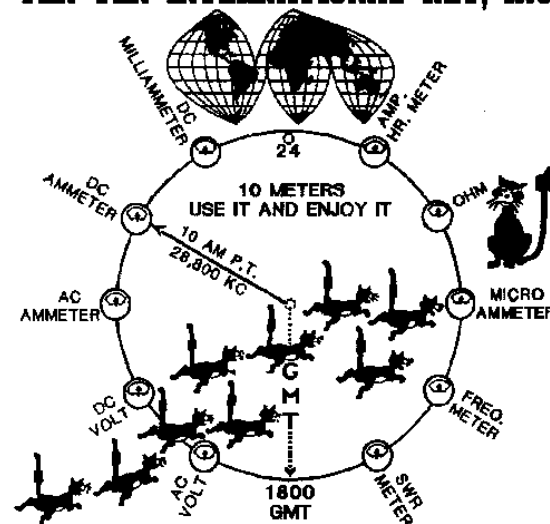 24
10 METERS
USE IT AND ENJOY IT
10 AM P.T.
28,800 KC
G
M
T
1800
GMT
DC
MILLIAMMETER
AMP.
HR. METER
OHM
MICRO
AMMETER
FREQ.
METER
SWR
METER
AC
VOLT
DC
VOLT
AC
AMMETER
DC
AMMETER